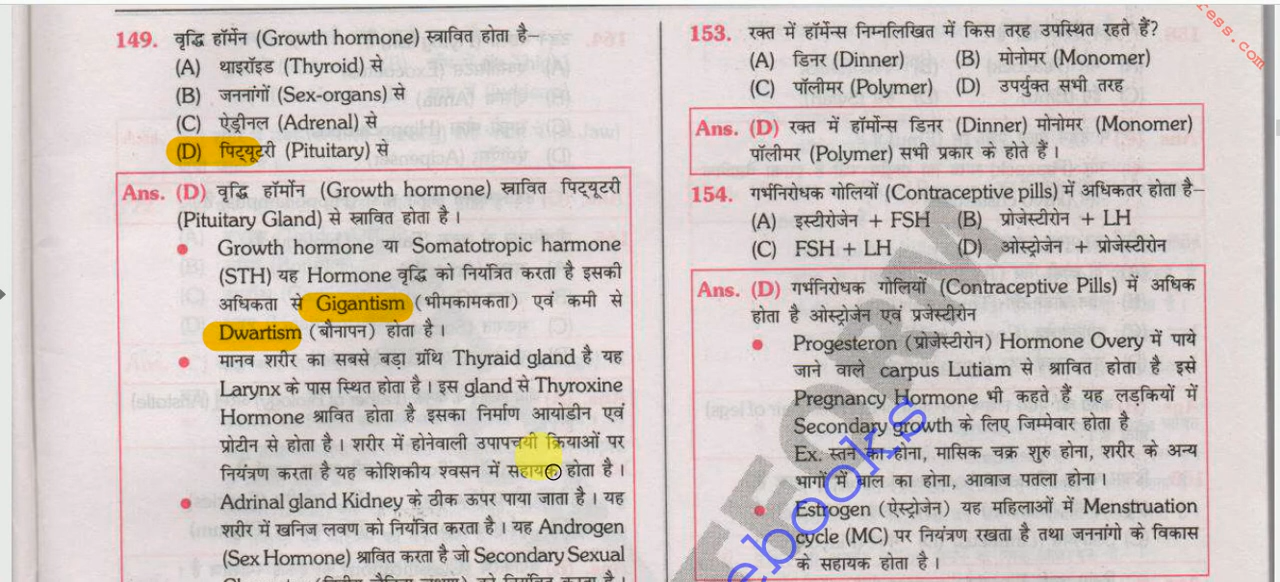 149. वृद्धि हॉर्मेन (Growth hormone) स्त्रावित होता है–
(A) थाइरॉइड (Thyroid) से
(B) जननांगों (Sex-organs) से
(C) ऐड्रीनल (Adrenal) से
(D) पिट्यूटरी (Pituitary) से
Ans. (D) वृद्धि हॉर्मोन (Growth hormone) स्त्रावित पिट्यूटरी
(Pituitary Gland) से स्त्रावित होता है।
● Growth hormone या Somatotropic harmone
(STH) यह Hormone वृद्धि को नियंत्रित करता है इसकी
अधिकता से Gigantism (भीमकामकता) एवं कमी से
Dwartism (बौनापन) होता है।
● मानव शरीर का सबसे बड़ा ग्रंथि Thyraid gland है यह
Larynx के पास स्थित होता है। इस gland से Thyroxine
Hormone श्रावित होता है इसका निर्माण आयोडीन एवं
प्रोटीन से होता है। शरीर में होनेवाली उपापचयी क्रियाओं पर
नियंत्रण करता है यह कोशिकीय श्वसन में सहायक होता है।
● Adrinal gland Kidney के ठीक ऊपर पाया जाता है। यह
शरीर में खनिज लवण को नियंत्रित करता है। यह Androgen
(Sex Hormone) श्रावित करता है जो Secondary Sexual
153. रक्त में हॉर्मेन्स निम्नलिखित में किस तरह उपस्थित रहते हैं?
(A) डिनर (Dinner) (B) मोनोमर (Monomer)
(C) पॉलीमर (Polymer) (D) उपर्युक्त सभी तरह
Ans. (D) रक्त में हॉर्मोन्स डिनर (Dinner) मोनोमर (Monomer)
पॉलीमर (Polymer) सभी प्रकार के होते हैं।
154. गर्भनिरोधक गोलियों (Contraceptive pills) में अधिकतर होता है–
(A) इस्टीरोजेन + FSH (B) प्रोजेस्टीरोन + LH
(C) FSH + LH (D) ओस्ट्रोजेन + प्रोजेस्टीरोन
Ans. (D) गर्भनिरोधक गोलियों (Contraceptive Pills) में अधिक
होता है ओस्ट्रोजेन एवं प्रजेस्टीरोन
● Progesteron (प्रोजेस्टीरोन) Hormone Overy में पाये
जाने वाले carpus Lutiam से श्रावित होता है इसे
Pregnancy Hormone भी कहते हैं यह लड़कियों में
Secondary growth के लिए जिम्मेवार होता है
Ex. स्तन का होना, मासिक चक्र शुरु होना, शरीर के अन्य
भागों में बाल का होना, आवाज पतला होना।
● Estrogen (ऐस्ट्रोजेन) यह महिलाओं में Menstruation
cycle (MC) पर नियंत्रण रखता है तथा जननांगो के विकास
के सहायक होता है।
ress.com
ebooks